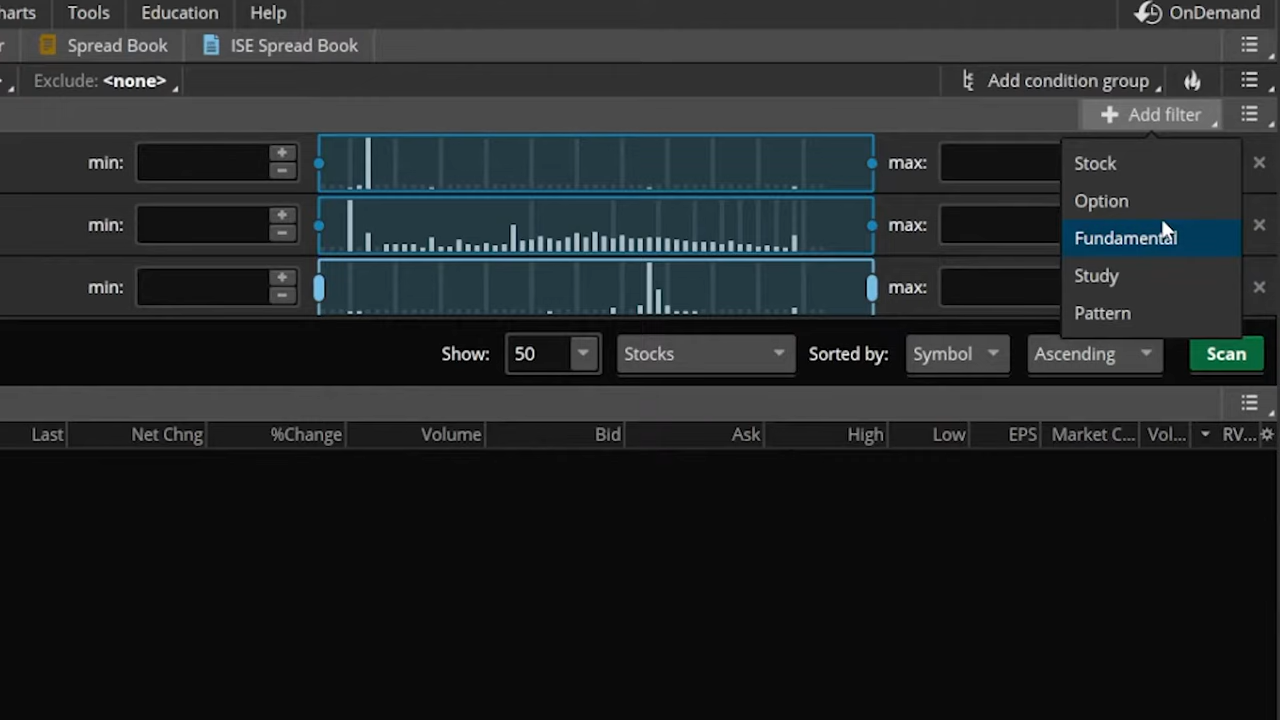 harts Tools Education Help OnDemand
r Spread Book ISE Spread Book
Exclude: <none> Add condition group
Add filter
min: max: Stock
Option
min: max:
Fundamental
Study
min: max:
Pattern
Show: 50 Stocks Sorted by: Symbol Ascending Scan
Last Net Chng %Change Volume Bid Ask High Low EPS Market C... Vol... RV...